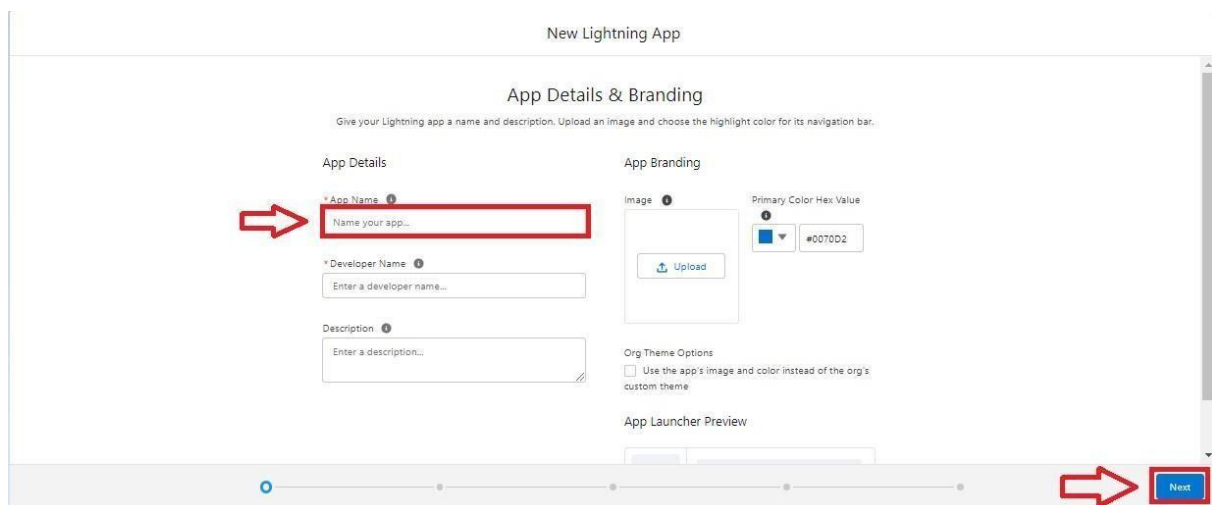 New Lightning App
App Details & Branding
Give your Lightning app a name and description. Upload an image and choose the highlight color for its navigation bar.
App Details
* App Name
Name your app...
* Developer Name
Enter a developer name...
Description
Enter a description...
App Branding
Image
Upload
Primary Color Hex Value
#0070D2
Org Theme Options
Use the app's image and color instead of the org's
custom theme
App Launcher Preview
Next